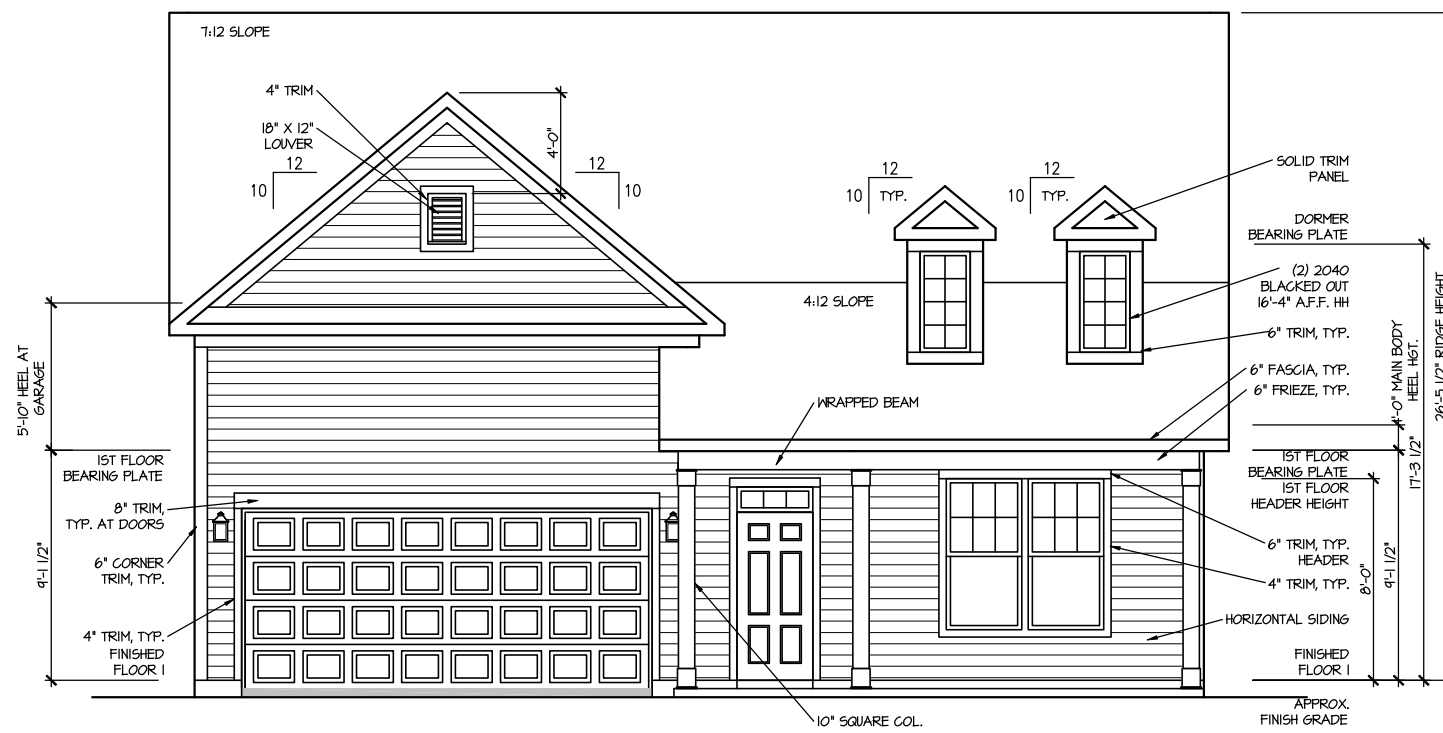 7:12 SLOPE
4" TRIM
18" X 12"
LOUVER
4'-0"
12
10
12
10
12
10
TYP.
12
10
TYP.
SOLID TRIM
PANEL
DORMER
BEARING PLATE
(2) 2040
BLACKED OUT
16'-4" A.F.F. HH
4:12 SLOPE
6" TRIM, TYP.
6" FASCIA, TYP.
6" FRIEZE, TYP.
4'-0" MAIN BODY
HEEL HGT.
26'-5 1/2" RIDGE HEIGHT
17'-3 1/2"
5'-10" HEEL AT
GARAGE
WRAPPED BEAM
1ST FLOOR
BEARING PLATE
1ST FLOOR
BEARING PLATE
1ST FLOOR
HEADER HEIGHT
8" TRIM,
TYP. AT DOORS
6" CORNER
TRIM, TYP.
9'-1 1/2"
6" TRIM, TYP.
HEADER
4" TRIM, TYP.
8'-0"
9'-1 1/2"
HORIZONTAL SIDING
4" TRIM, TYP.
FINISHED
FLOOR 1
FINISHED
FLOOR 1
10" SQUARE COL.
APPROX.
FINISH GRADE